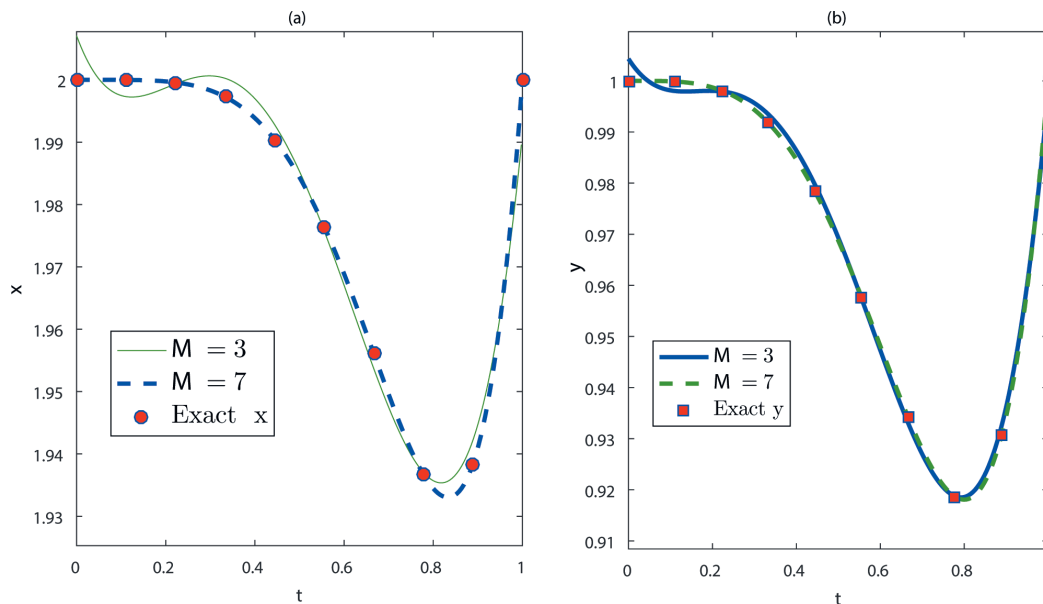 (a)
2
1.99
1.98
1.97
1.96
1.95
1.94
1.93
x
M = 3
M = 7
Exact x
0 0.2 0.4 0.6 0.8 1
t
(b)
1
0.99
0.98
0.97
0.96
0.95
0.94
0.93
0.92
0.91
y
M = 3
M = 7
Exact y
0 0.2 0.4 0.6 0.8 1
t